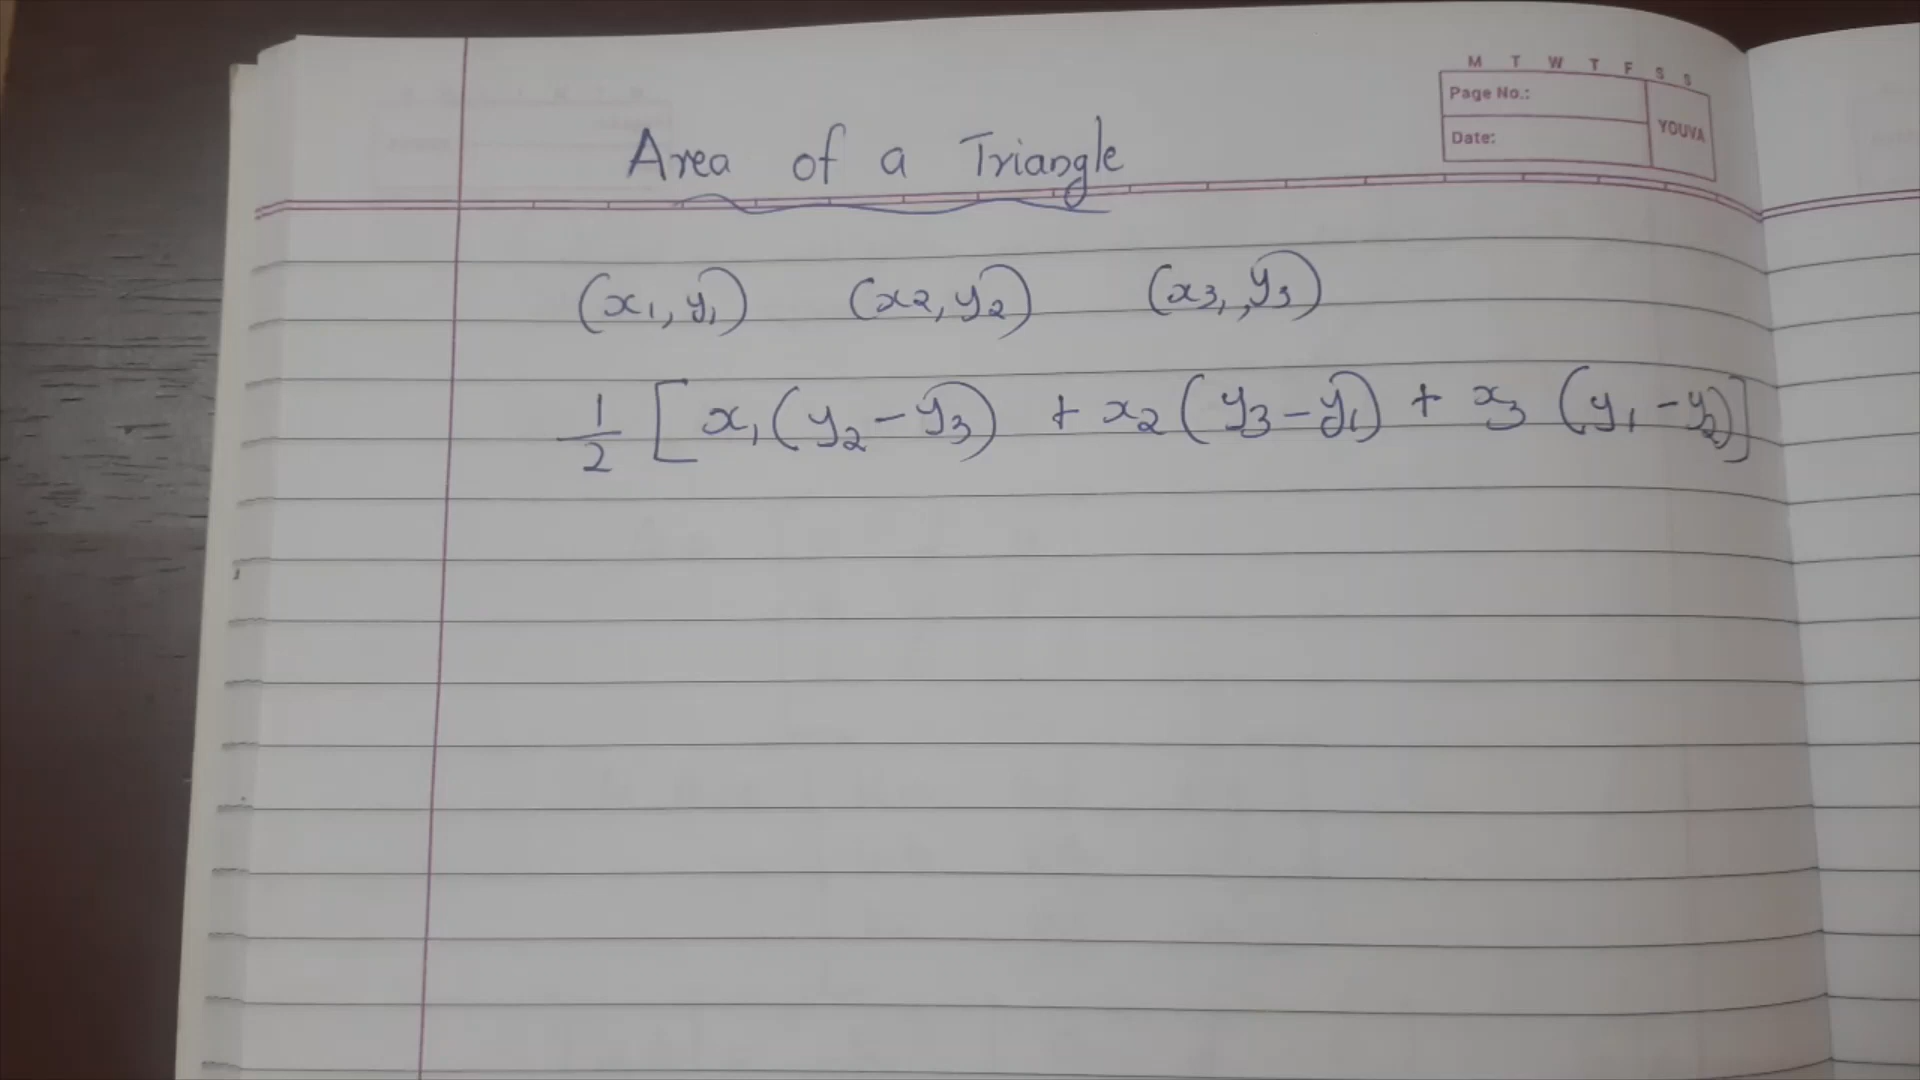 M T W T F S S
Page No.:
Date:
YOUVA
Area of a Triangle
(x1, y1) (x2, y2) (x3, y3)
1/2 [x1(y2-y3) + x2(y3-y1) + x3(y1-y2)]